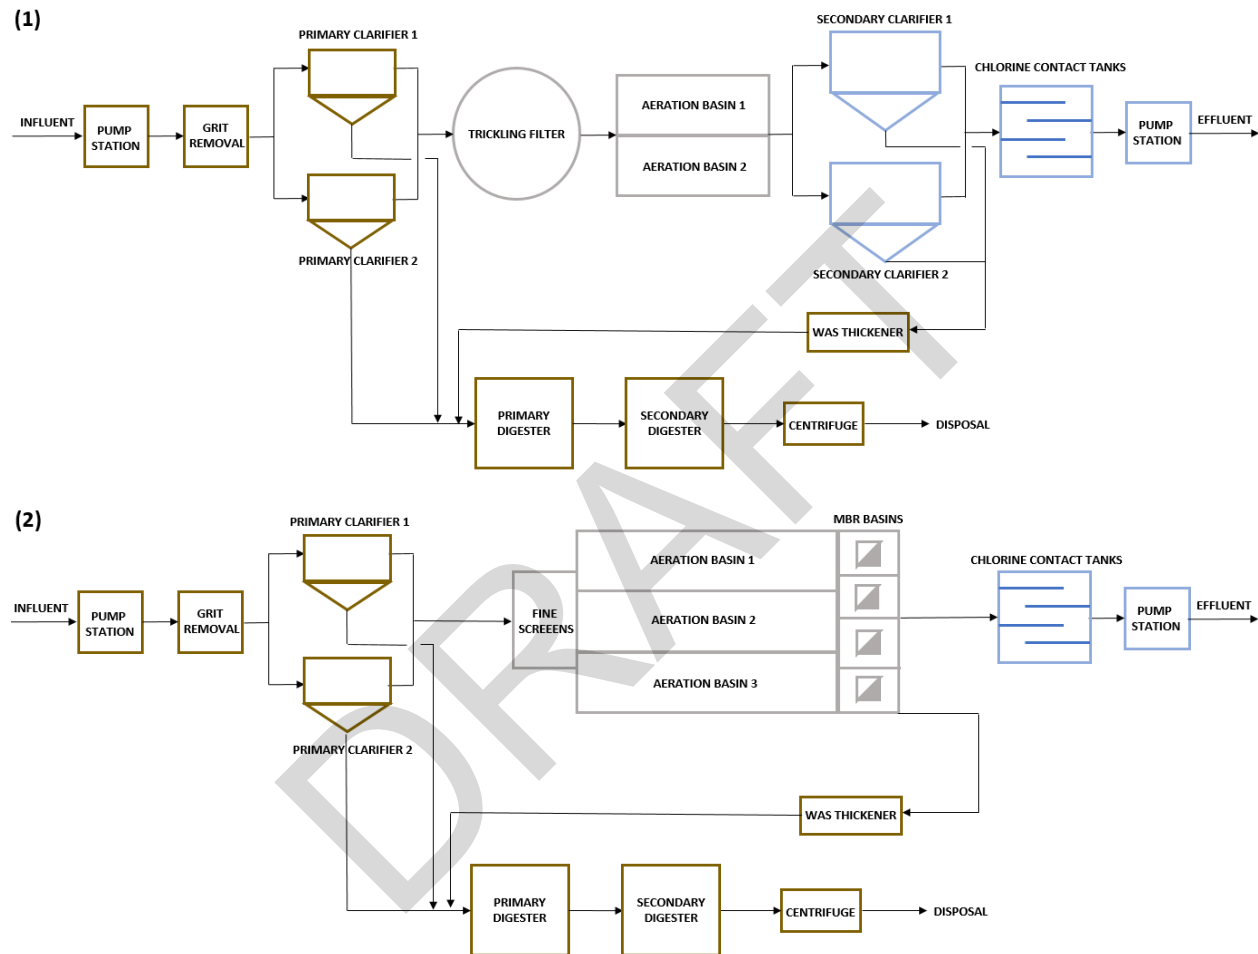 (1)
PRIMARY CLARIFIER 1
SECONDARY CLARIFIER 1
CHLORINE CONTACT TANKS
INFLUENT
PUMP
STATION
GRIT
REMOVAL
TRICKLING FILTER
AERATION BASIN 1
AERATION BASIN 2
PUMP
STATION
EFFLUENT
PRIMARY CLARIFIER 2
SECONDARY CLARIFIER 2
WAS THICKENER
PRIMARY
DIGESTER
SECONDARY
DIGESTER
CENTRIFUGE
DISPOSAL
(2)
PRIMARY CLARIFIER 1
MBR BASINS
CHLORINE CONTACT TANKS
INFLUENT
PUMP
STATION
GRIT
REMOVAL
FINE
SCREEENS
AERATION BASIN 1
AERATION BASIN 2
AERATION BASIN 3
PUMP
STATION
EFFLUENT
PRIMARY CLARIFIER 2
WAS THICKENER
PRIMARY
DIGESTER
SECONDARY
DIGESTER
CENTRIFUGE
DISPOSAL
DRAFT